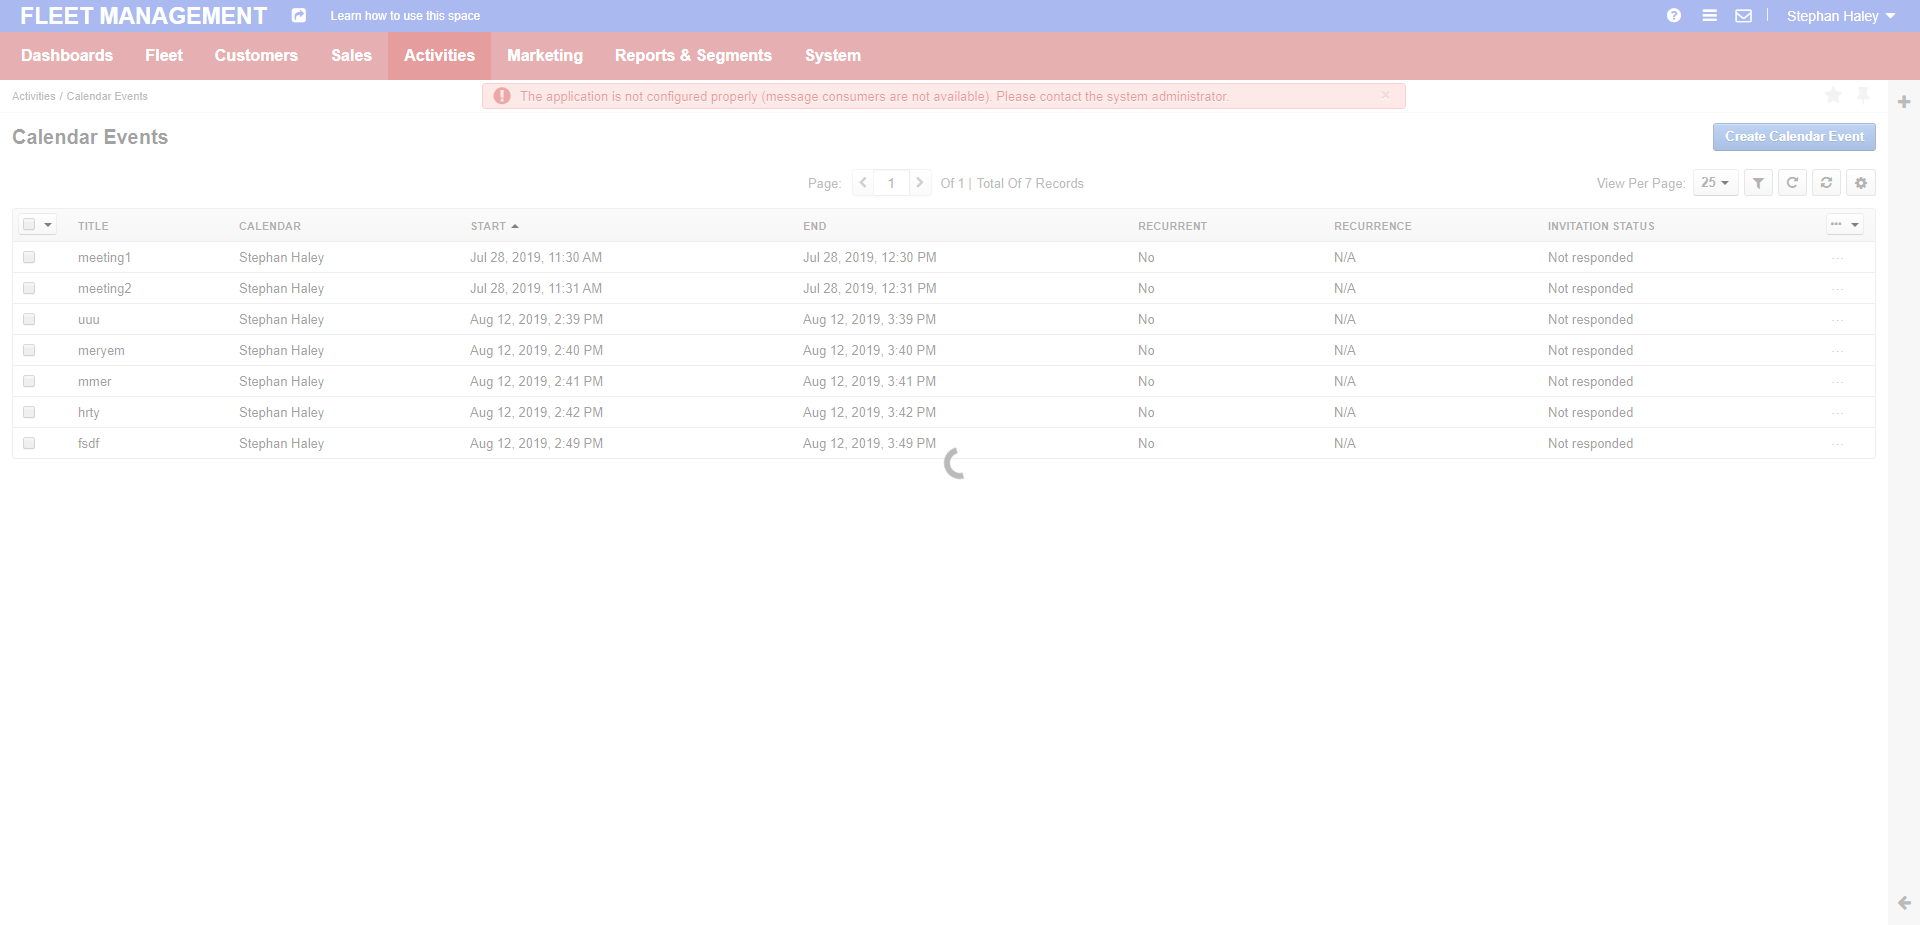 FLEET MANAGEMENT Learn how to use this space Stephan Haley
Dashboards Fleet Customers Sales Activities Marketing Reports & Segments System
Activities / Calendar Events
The application is not configured properly (message consumers are not available). Please contact the system administrator.
Calendar Events
Create Calendar Event
Page: 1 Of 1 | Total Of 7 Records View Per Page: 25
TITLE CALENDAR START END RECURRENT RECURRENCE INVITATION STATUS
meeting1 Stephan Haley Jul 28, 2019, 11:30 AM Jul 28, 2019, 12:30 PM No N/A Not responded
meeting2 Stephan Haley Jul 28, 2019, 11:31 AM Jul 28, 2019, 12:31 PM No N/A Not responded
uuu Stephan Haley Aug 12, 2019, 2:39 PM Aug 12, 2019, 3:39 PM No N/A Not responded
meryem Stephan Haley Aug 12, 2019, 2:40 PM Aug 12, 2019, 3:40 PM No N/A Not responded
mmer Stephan Haley Aug 12, 2019, 2:41 PM Aug 12, 2019, 3:41 PM No N/A Not responded
hrty Stephan Haley Aug 12, 2019, 2:42 PM Aug 12, 2019, 3:42 PM No N/A Not responded
fsdf Stephan Haley Aug 12, 2019, 2:49 PM Aug 12, 2019, 3:49 PM No N/A Not responded